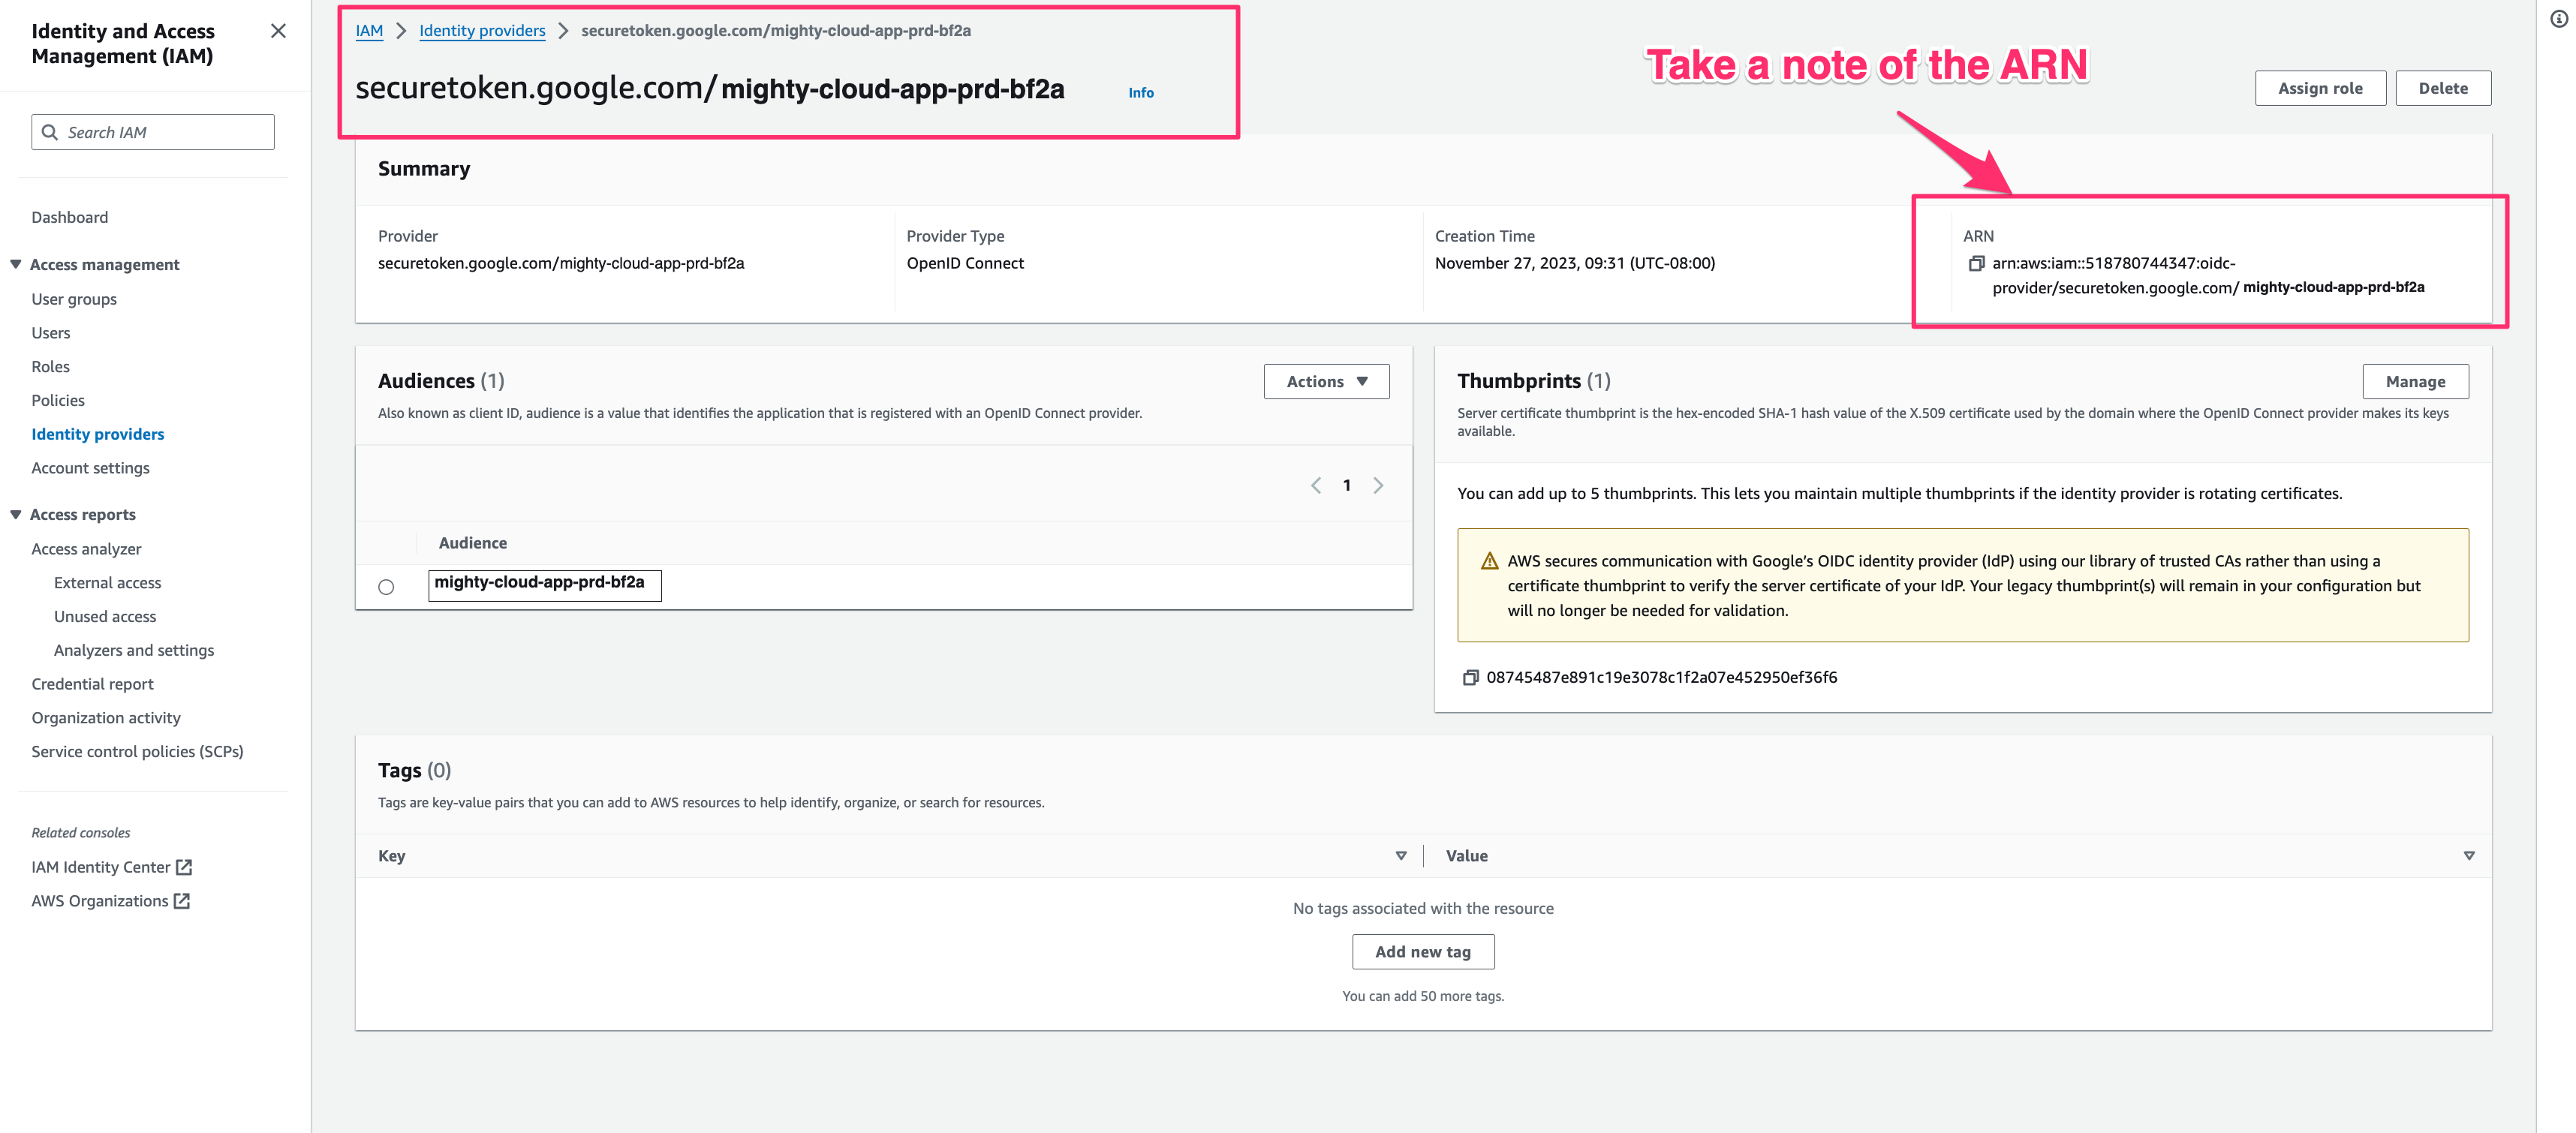 Identity and Access
Management (IAM)
Search IAM
Dashboard
Access management
User groups
Users
Roles
Policies
Identity providers
Account settings
Access reports
Access analyzer
External access
Unused access
Analyzers and settings
Credential report
Organization activity
Service control policies (SCPs)
Related consoles
IAM Identity Center
AWS Organizations
IAM > Identity providers > securetoken.google.com/mighty-cloud-app-prd-bf2a
securetoken.google.com/mighty-cloud-app-prd-bf2a Info
Take a note of the ARN
Assign role
Delete
Summary
Provider
securetoken.google.com/mighty-cloud-app-prd-bf2a
Provider Type
OpenID Connect
Creation Time
November 27, 2023, 09:31 (UTC-08:00)
ARN
arn:aws:iam::518780744347:oidc-
provider/securetoken.google.com/ mighty-cloud-app-prd-bf2a
Audiences (1)
Actions
Also known as client ID, audience is a value that identifies the application that is registered with an OpenID Connect provider.
1
Audience
mighty-cloud-app-prd-bf2a
Thumbprints (1)
Manage
Server certificate thumbprint is the hex-encoded SHA-1 hash value of the X.509 certificate used by the domain where the OpenID Connect provider makes its keys
available.
You can add up to 5 thumbprints. This lets you maintain multiple thumbprints if the identity provider is rotating certificates.
AWS secures communication with Google's OIDC identity provider (IdP) using our library of trusted CAs rather than using a
certificate thumbprint to verify the server certificate of your IdP. Your legacy thumbprint(s) will remain in your configuration but
will no longer be needed for validation.
08745487e891c19e3078c1f2a07e452950ef36f6
Tags (0)
Tags are key-value pairs that you can add to AWS resources to help identify, organize, or search for resources.
Key
Value
No tags associated with the resource
Add new tag
You can add 50 more tags.